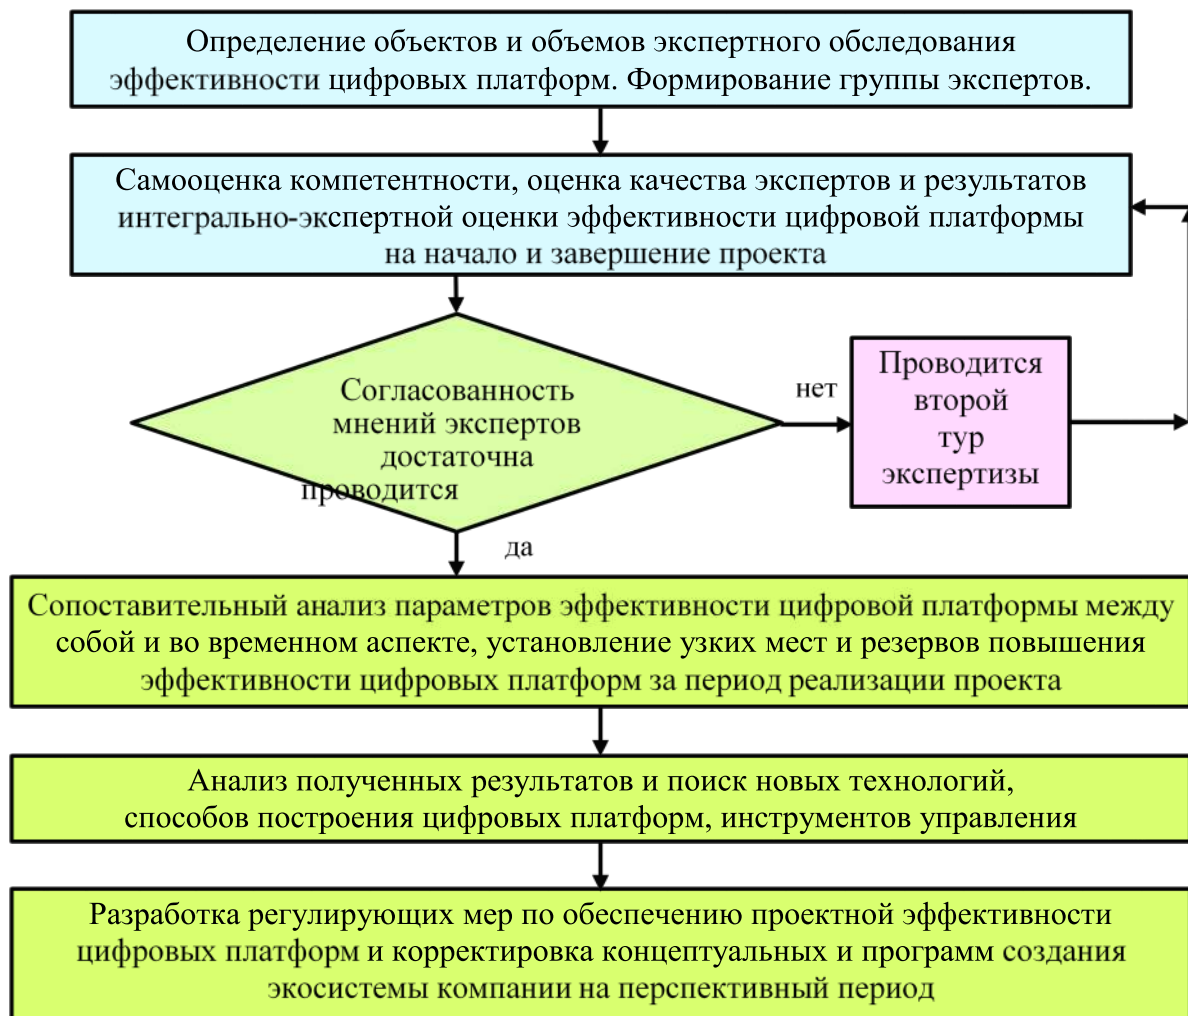 Определение объектов и объемов экспертного обследования
эффективности цифровых платформ. Формирование группы экспертов.
Самооценка компетентности, оценка качества экспертов и результатов
интегрально-экспертной оценки эффективности цифровой платформы
на начало и завершение проекта
Согласованность
мнений экспертов
достаточна
проводится
нет
Проводится
второй
тур
экспертизы
да
Сопоставительный анализ параметров эффективности цифровой платформы между
собой и во временном аспекте, установление узких мест и резервов повышения
эффективности цифровых платформ за период реализации проекта
Анализ полученных результатов и поиск новых технологий,
способов построения цифровых платформ, инструментов управления
Разработка регулирующих мер по обеспечению проектной эффективности
цифровых платформ и корректировка концептуальных и программ создания
экосистемы компании на перспективный период